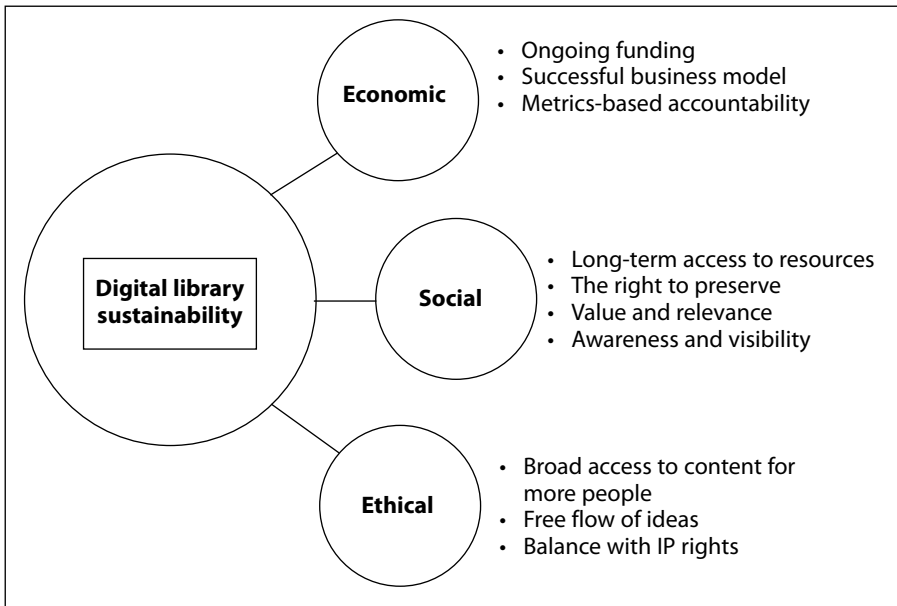 Economic
• Ongoing funding
• Successful business model
• Metrics-based accountability
Digital library
sustainability
Social
• Long-term access to resources
• The right to preserve
• Value and relevance
• Awareness and visibility
Ethical
• Broad access to content for
more people
• Free flow of ideas
• Balance with IP rights